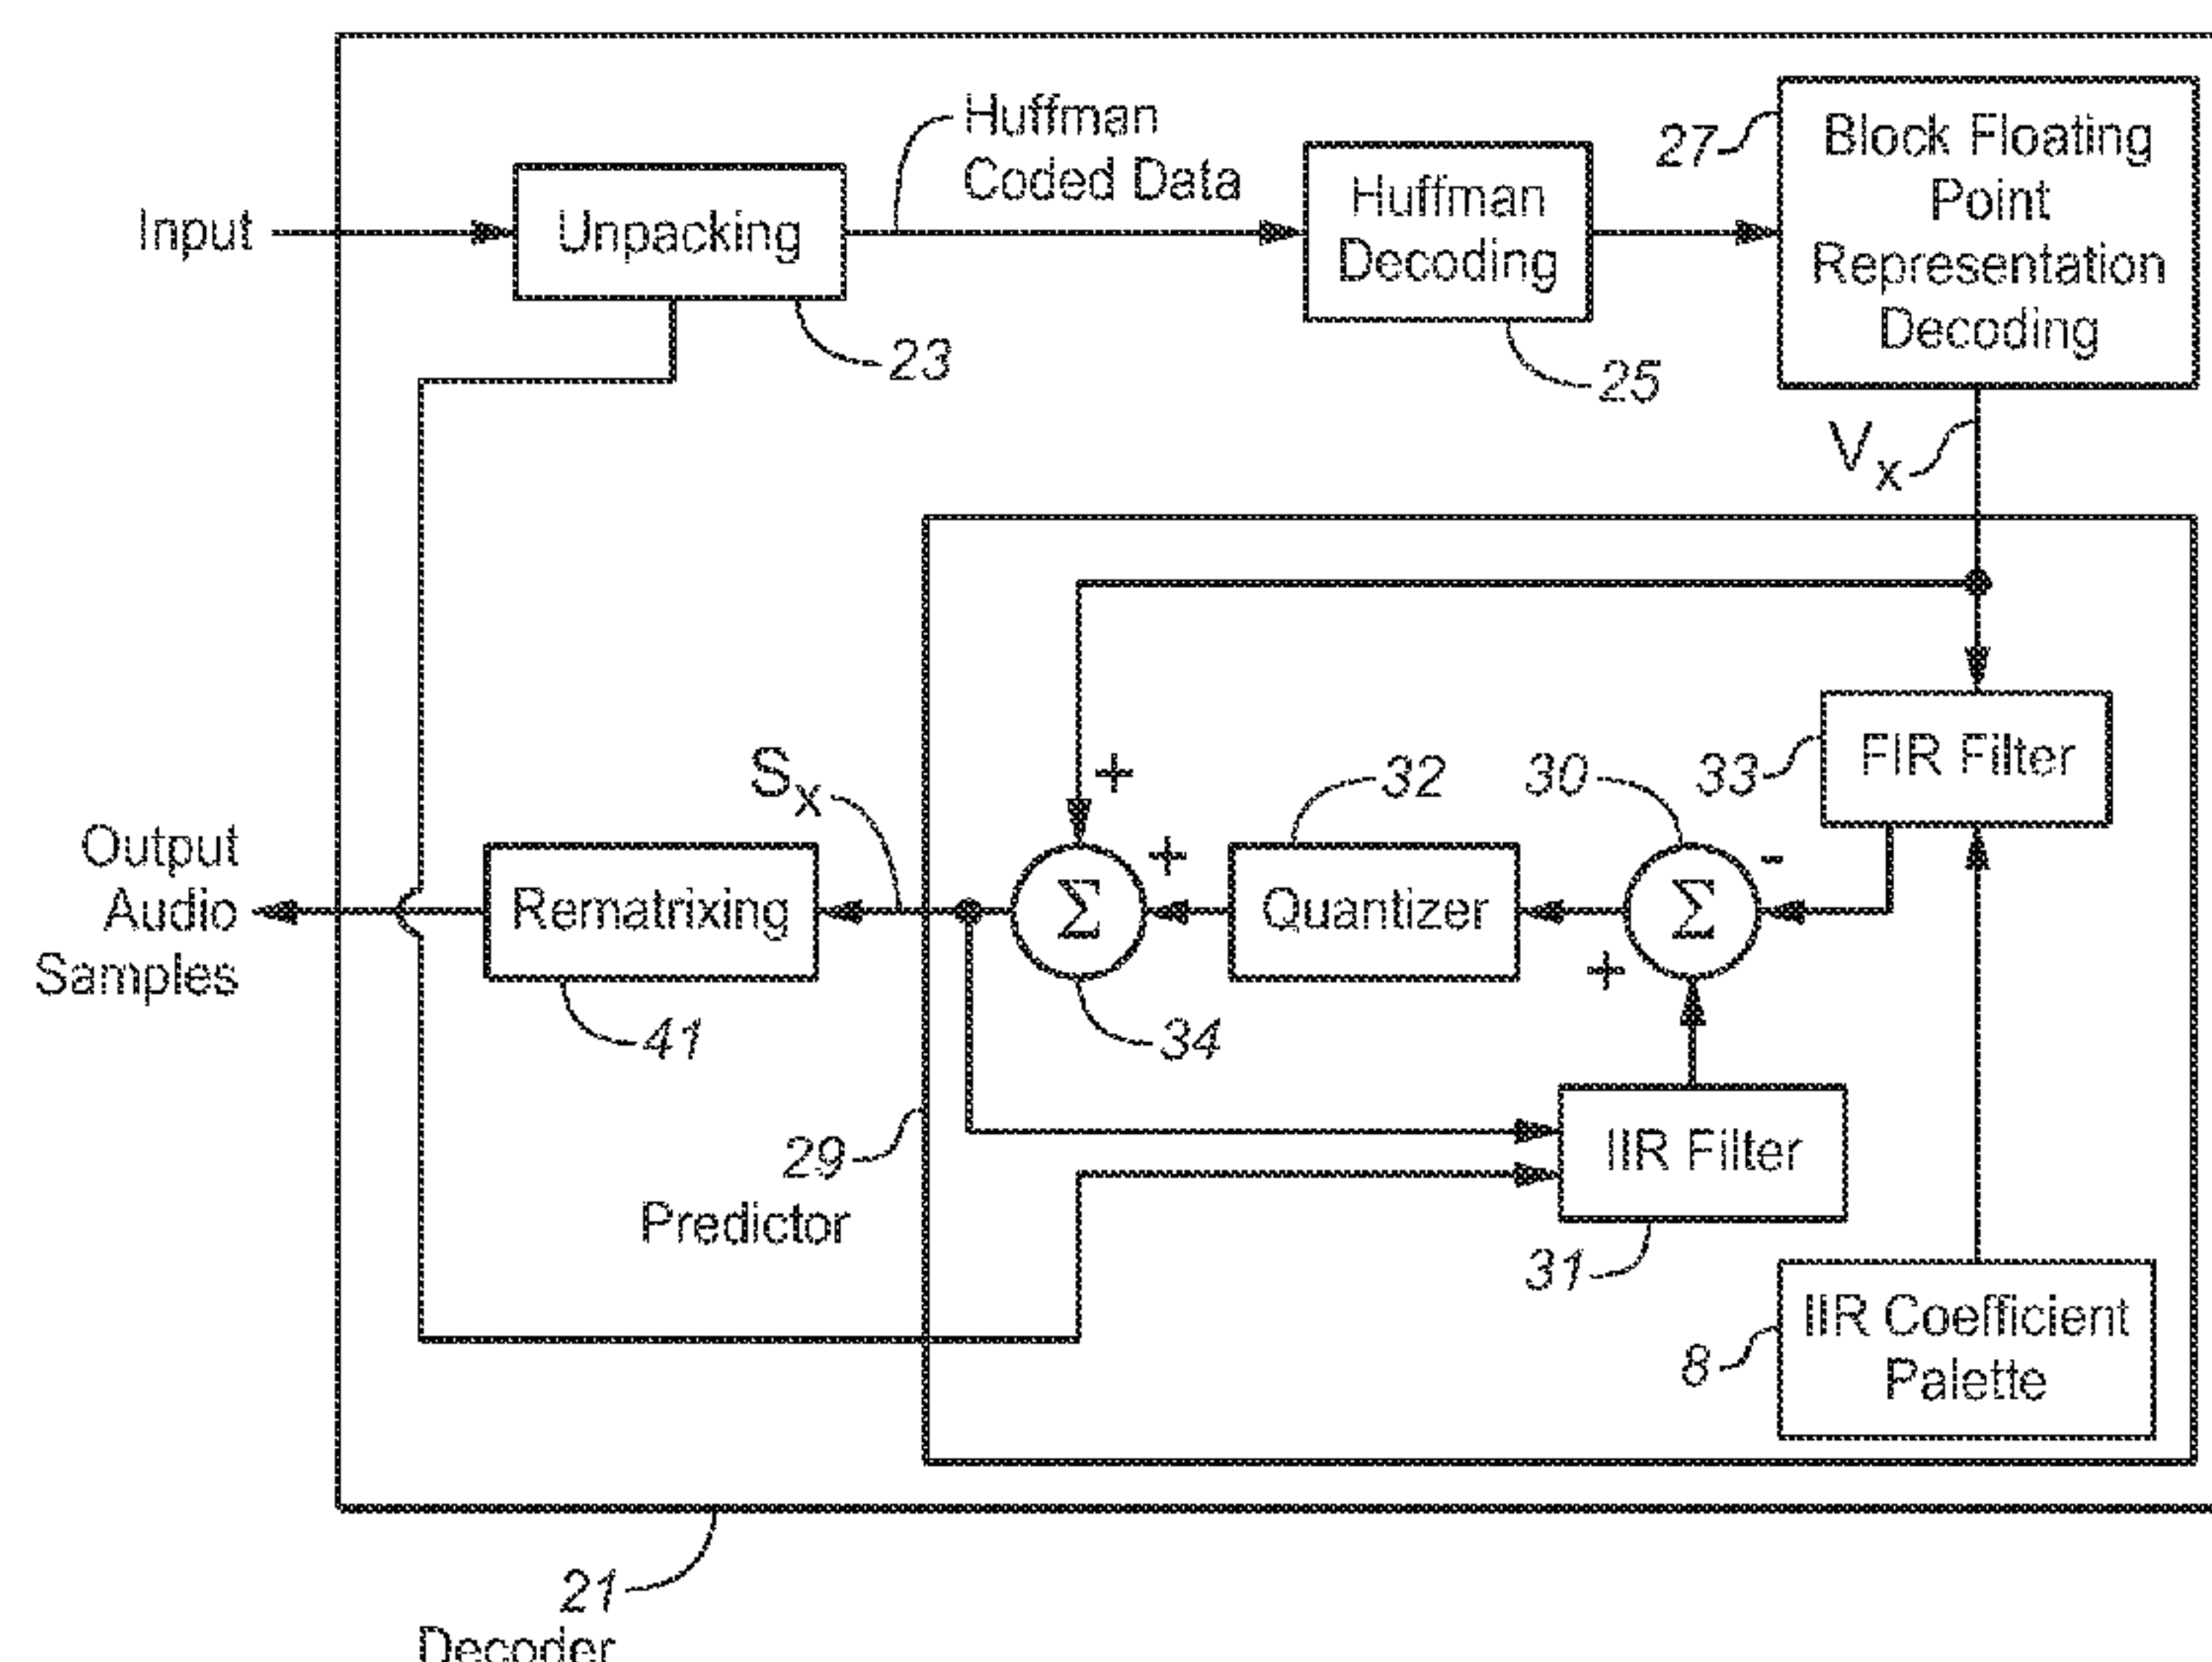 Huffman
Coded Data
27
Block Floating
Point
Representation
Decoding
Input
Unpacking
Huffman
Decoding
23
25
Vx
+
Sx
32
30
33
FIR Filter
Output
Audio
Samples
Rematrixing
Σ
+
Quantizer
Σ
-
+
41
34
29
Predictor
IIR Filter
31
8
IIR Coefficient
Palette
21
Decoder